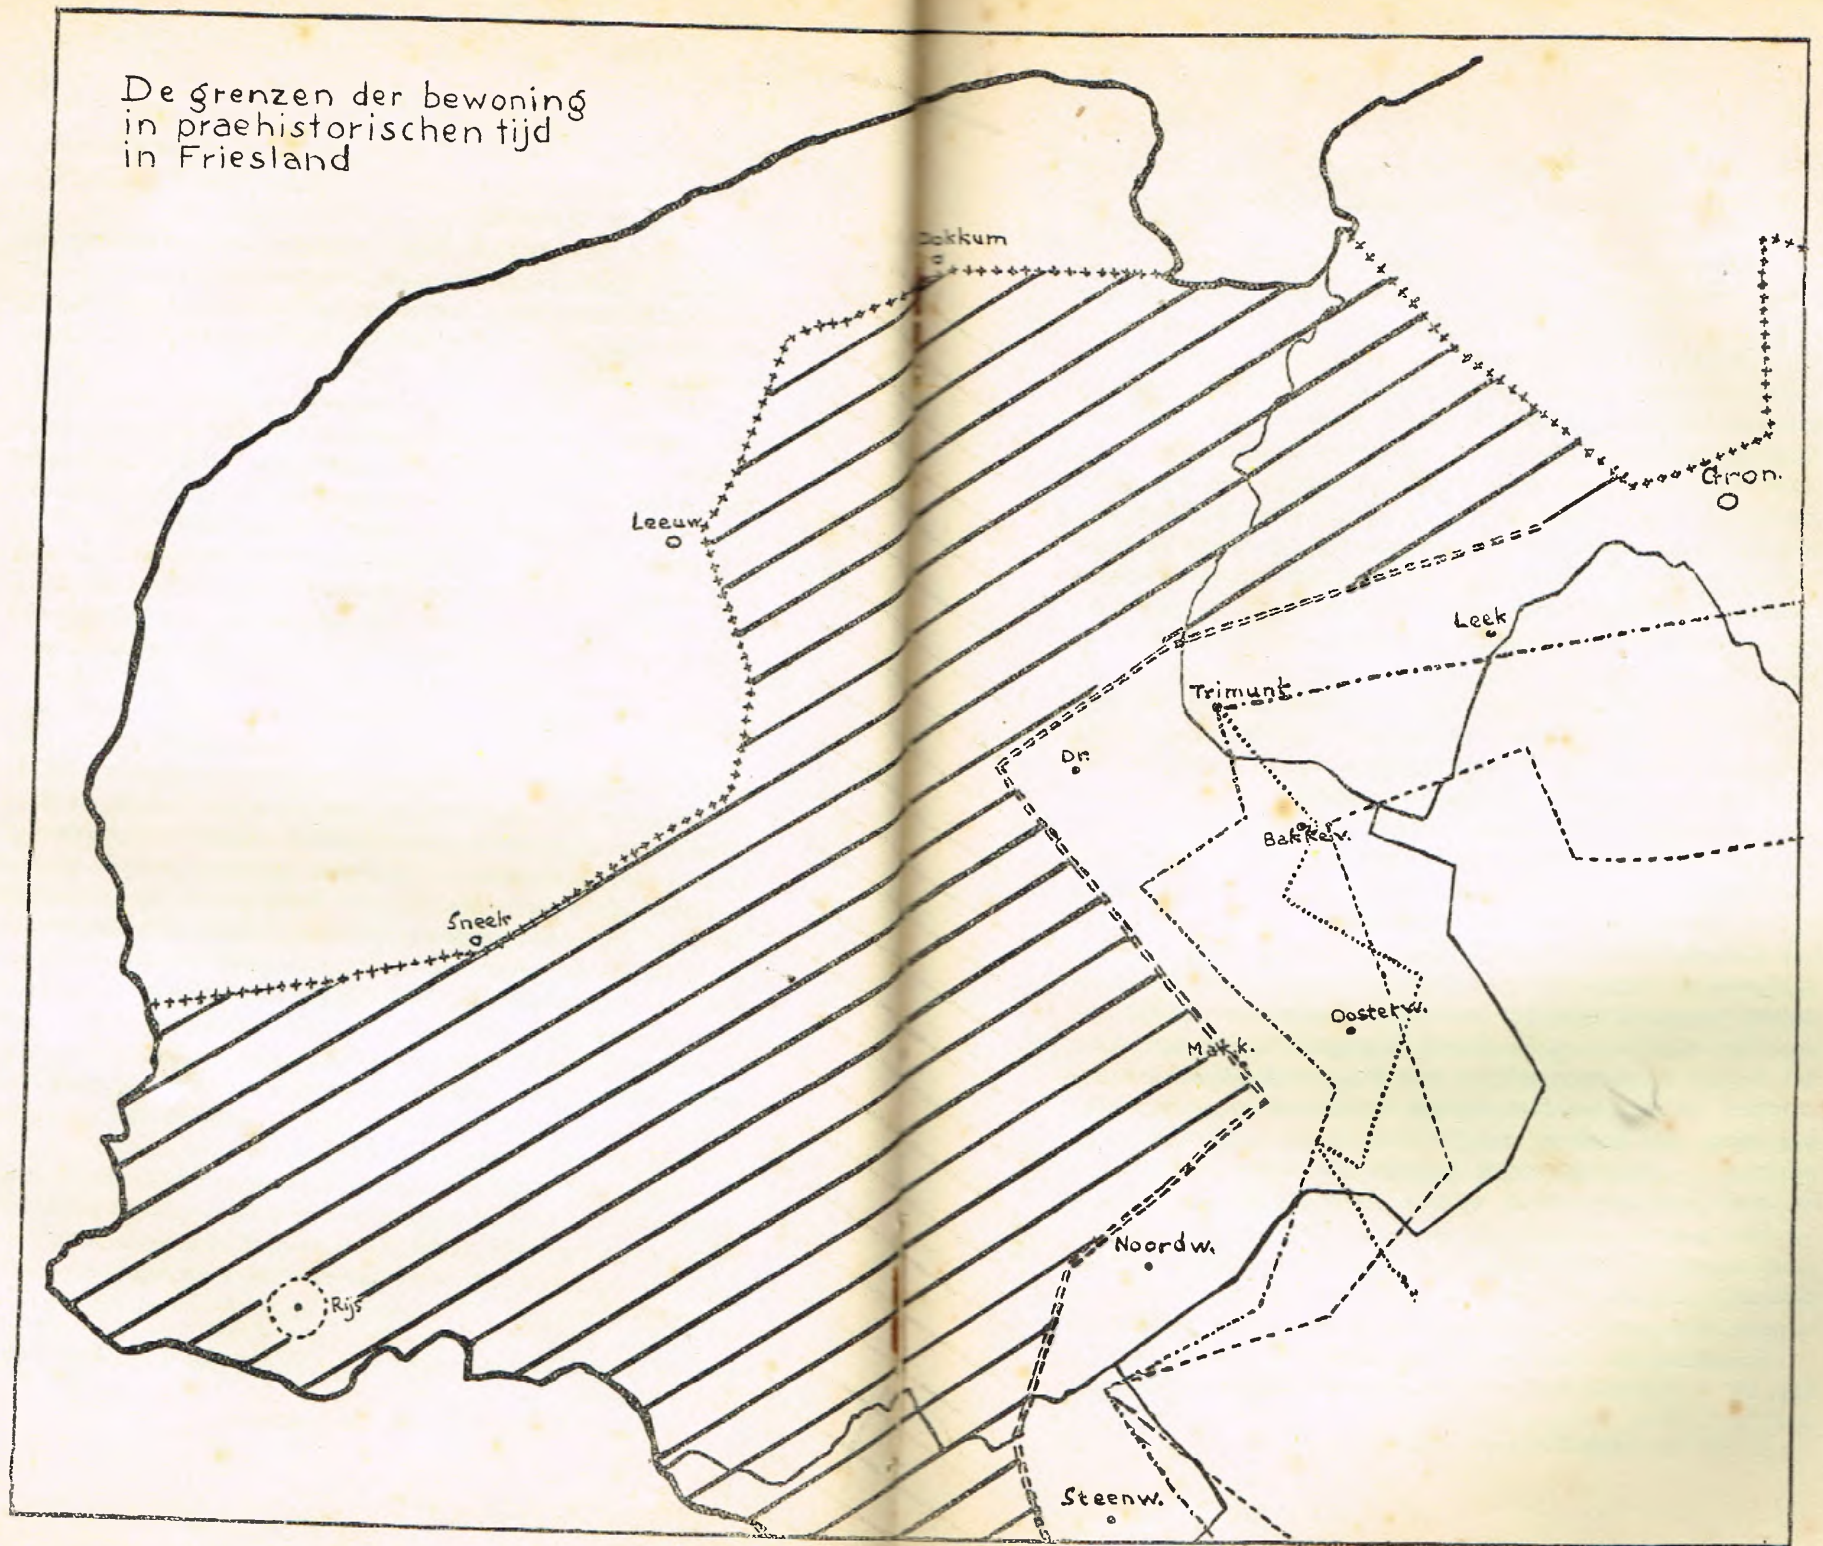 De grenzen der bewoning
in praehistorischen tijd
in Friesland
Dokkum
Gron.
Leeuw.
Leek
Trimunt
Dr.
Bakkev.
Sneek
Oosterw.
Makk.
Noordw.
Rijs
Steenw.